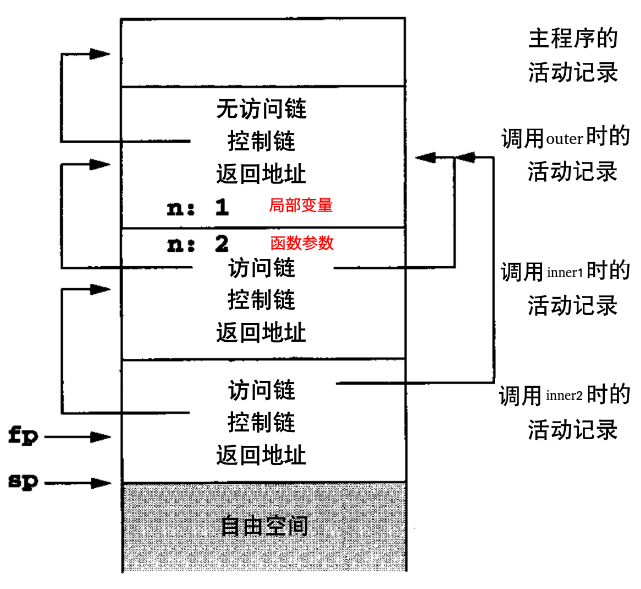 主程序的
活动记录
无访问链
控制链
返回地址
n: 1 局部变量
调用outer时的
活动记录
n: 2 函数参数
访问链
控制链
返回地址
调用inner1时的
活动记录
访问链
控制链
返回地址
调用inner2时的
活动记录
fp
sp
自由空间